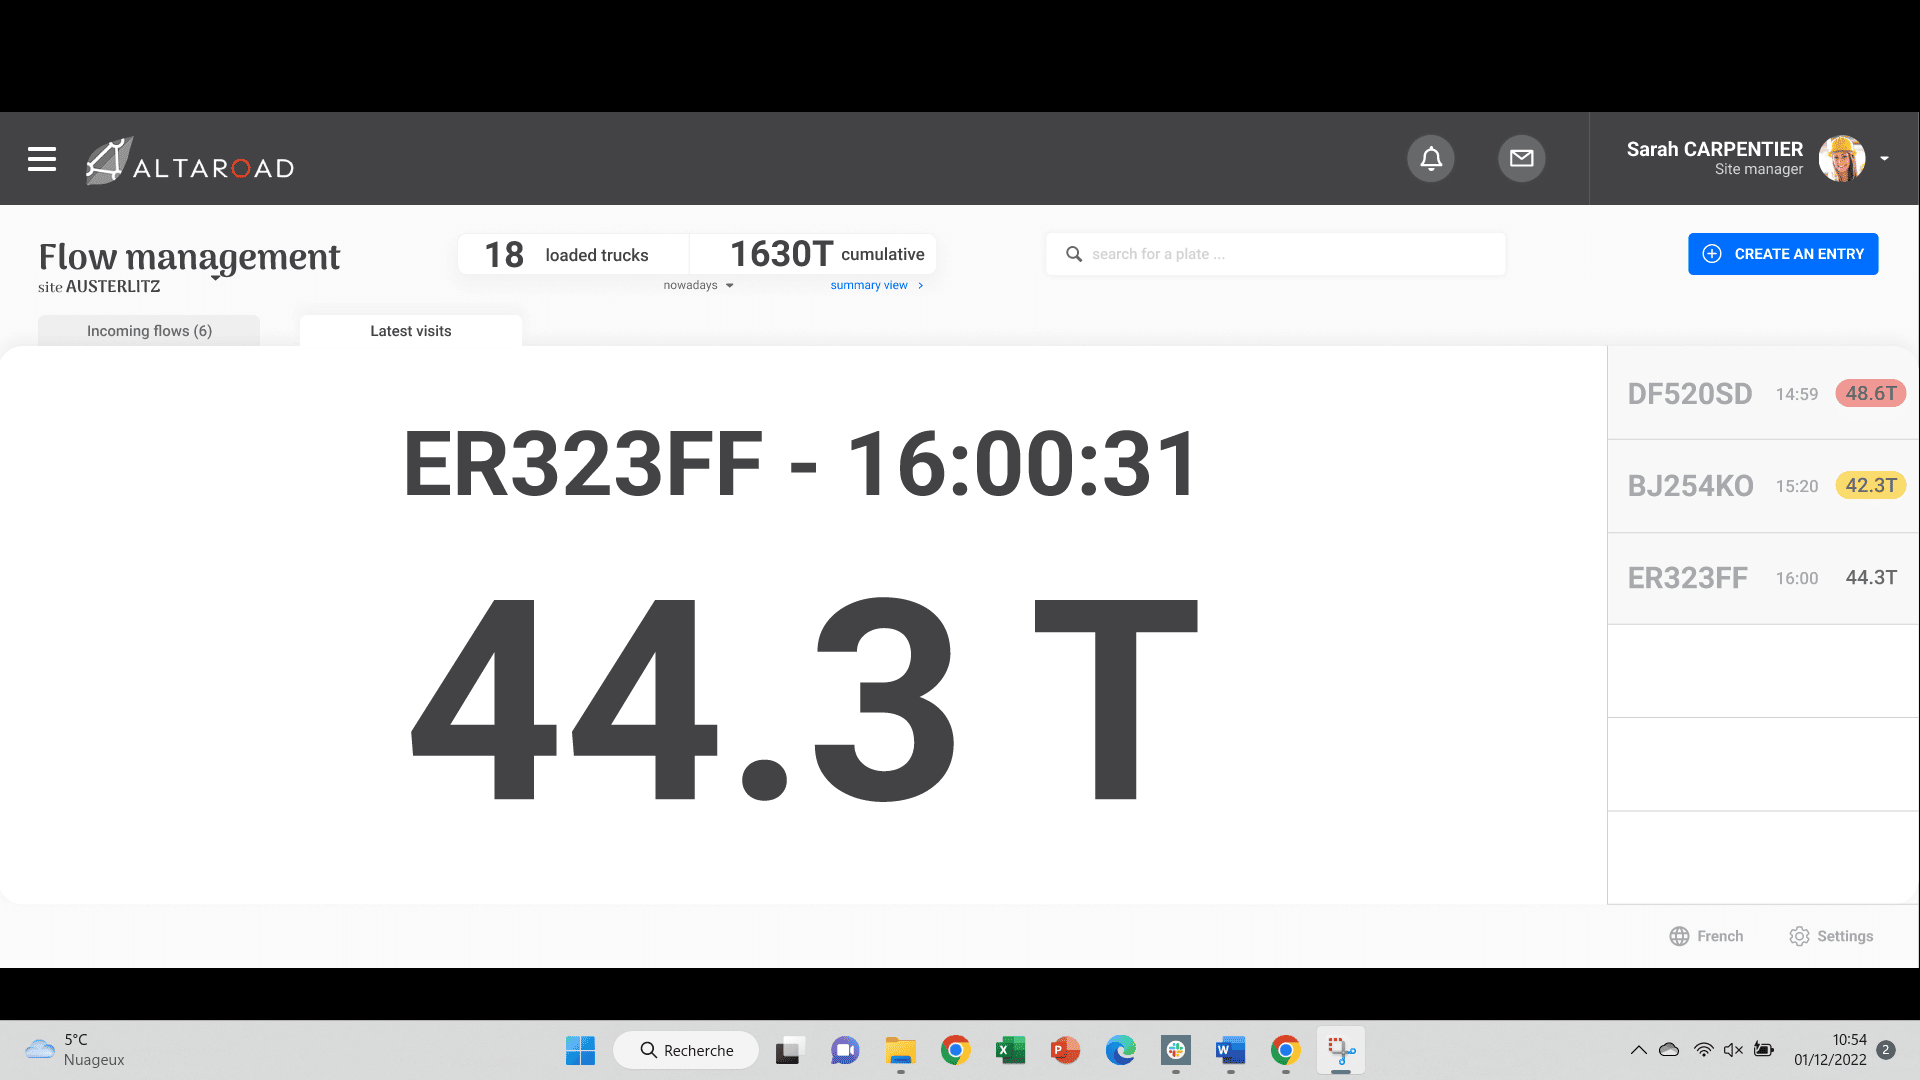 ALTAROAD
Sarah CARPENTIER
Site manager
Flow management
site AUSTERLITZ
18 loaded trucks
1630T cumulative
nowadays
summary view >
search for a plate ...
CREATE AN ENTRY
Incoming flows (6)
Latest visits
ER323FF - 16:00:31
44.3 T
DF520SD 14:59 48.6T
BJ254KO 15:20 42.3T
ER323FF 16:00 44.3T
French
Settings
5°C
Nuageux
Recherche
10:54
01/12/2022
2